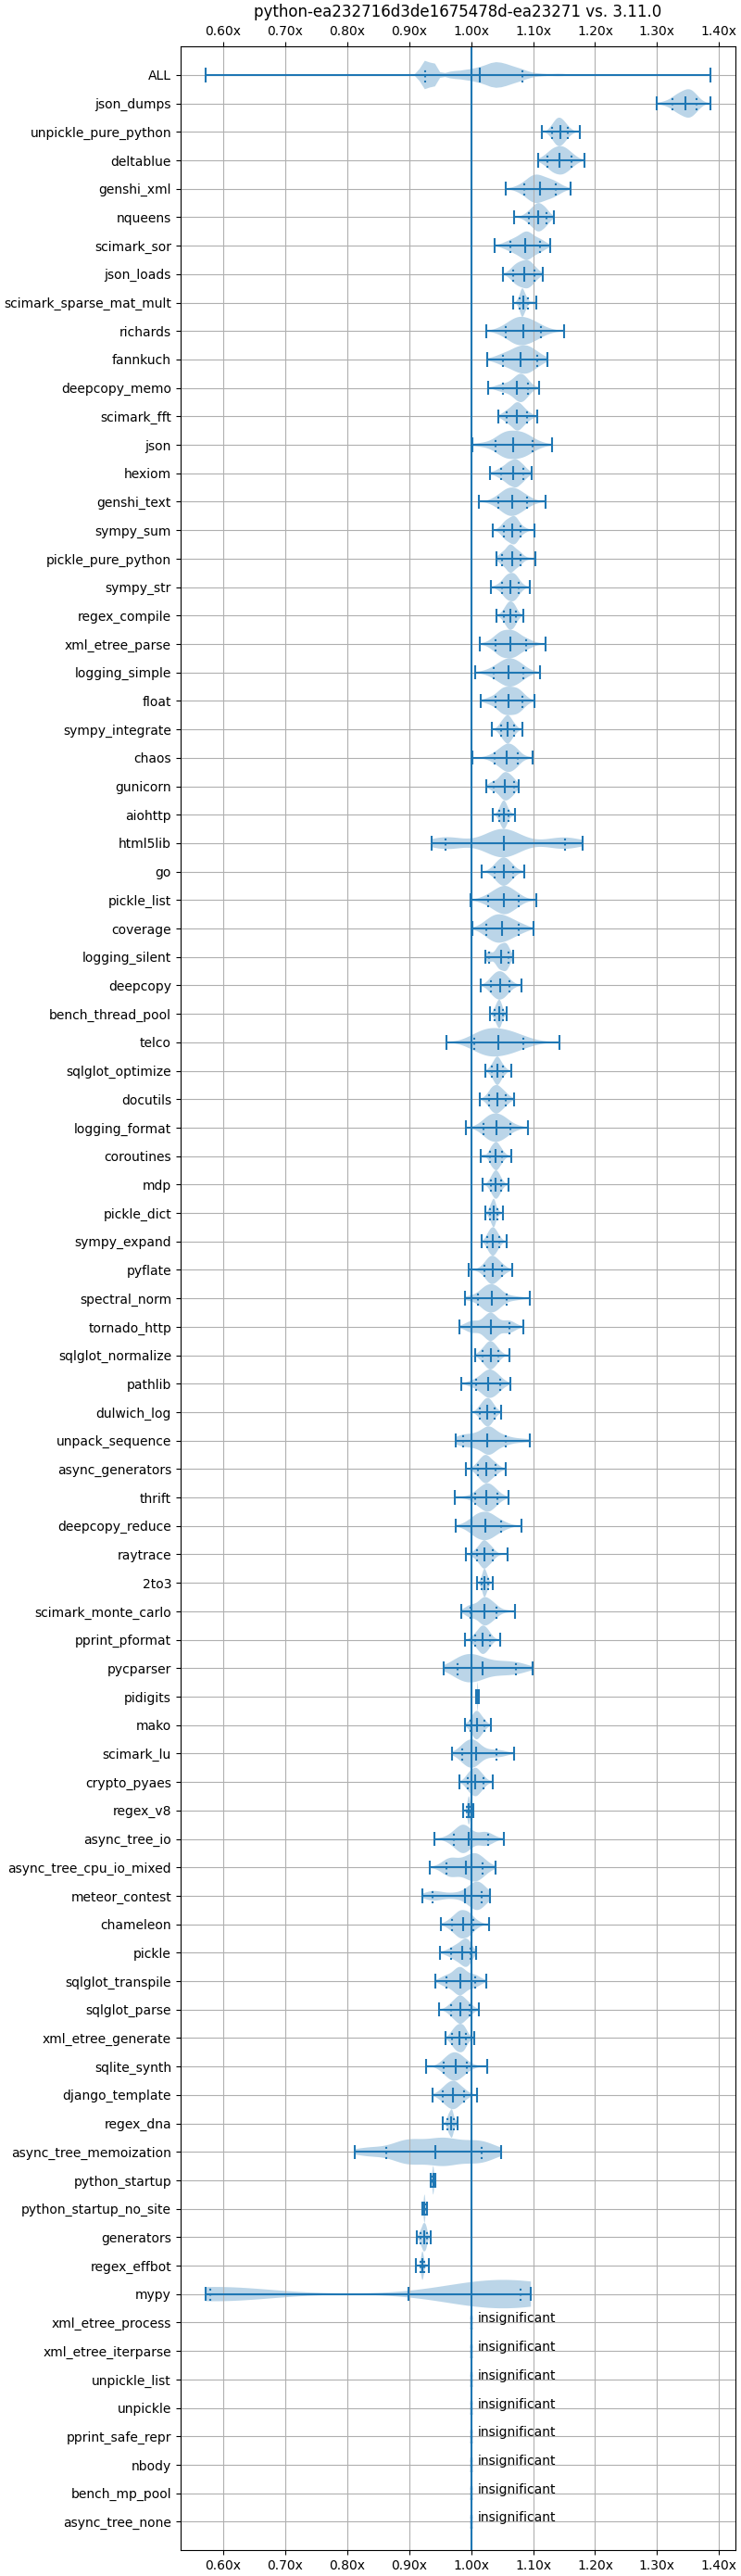 python-ea232716d3de1675478d-ea23271 vs. 3.11.0
0.60x 0.70x 0.80x 0.90x 1.00x 1.10x 1.20x 1.30x 1.40x
ALL
json_dumps
unpickle_pure_python
deltablue
genshi_xml
nqueens
scimark_sor
json_loads
scimark_sparse_mat_mult
richards
fannkuch
deepcopy_memo
scimark_fft
json
hexiom
genshi_text
sympy_sum
pickle_pure_python
sympy_str
regex_compile
xml_etree_parse
logging_simple
float
sympy_integrate
chaos
gunicorn
aiohttp
html5lib
go
pickle_list
coverage
logging_silent
deepcopy
bench_thread_pool
telco
sqlglot_optimize
docutils
logging_format
coroutines
mdp
pickle_dict
sympy_expand
pyflate
spectral_norm
tornado_http
sqlglot_normalize
pathlib
dulwich_log
unpack_sequence
async_generators
thrift
deepcopy_reduce
raytrace
2to3
scimark_monte_carlo
pprint_pformat
pycparser
pidigits
mako
scimark_lu
crypto_pyaes
regex_v8
async_tree_io
async_tree_cpu_io_mixed
meteor_contest
chameleon
pickle
sqlglot_transpile
sqlglot_parse
xml_etree_generate
sqlite_synth
django_template
regex_dna
async_tree_memoization
python_startup
python_startup_no_site
generators
regex_effbot
mypy
xml_etree_process insignificant
xml_etree_iterparse insignificant
unpickle_list insignificant
unpickle insignificant
pprint_safe_repr insignificant
nbody insignificant
bench_mp_pool insignificant
async_tree_none insignificant
0.60x 0.70x 0.80x 0.90x 1.00x 1.10x 1.20x 1.30x 1.40x